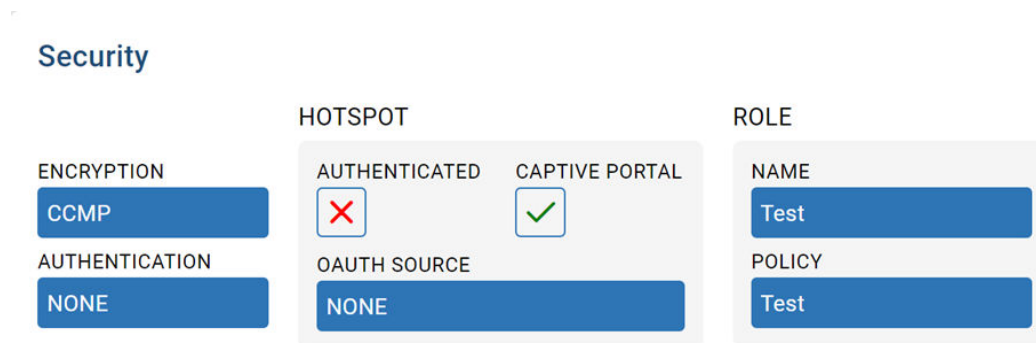 Security
HOTSPOT
ROLE
ENCRYPTION
CCMP
AUTHENTICATION
NONE
AUTHENTICATED
CAPTIVE PORTAL
OAUTH SOURCE
NONE
NAME
Test
POLICY
Test